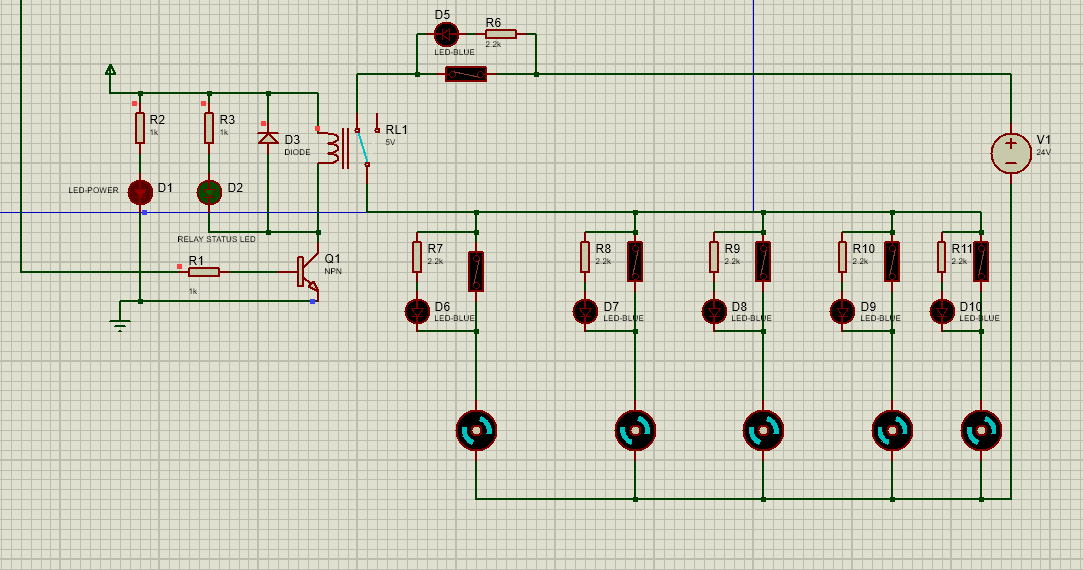 D5
R6
2.2k
LED-BLUE
R2
1k
R3
1k
D3
DIODE
RL1
5V
V1
24V
LED-POWER
D1
D2
RELAY STATUS LED
R1
1k
Q1
NPN
R7
2.2k
R8
2.2k
R9
2.2k
R10
2.2k
R11
2.2k
D6
LED-BLUE
D7
LED-BLUE
D8
LED-BLUE
D9
LED-BLUE
D10
LED-BLUE